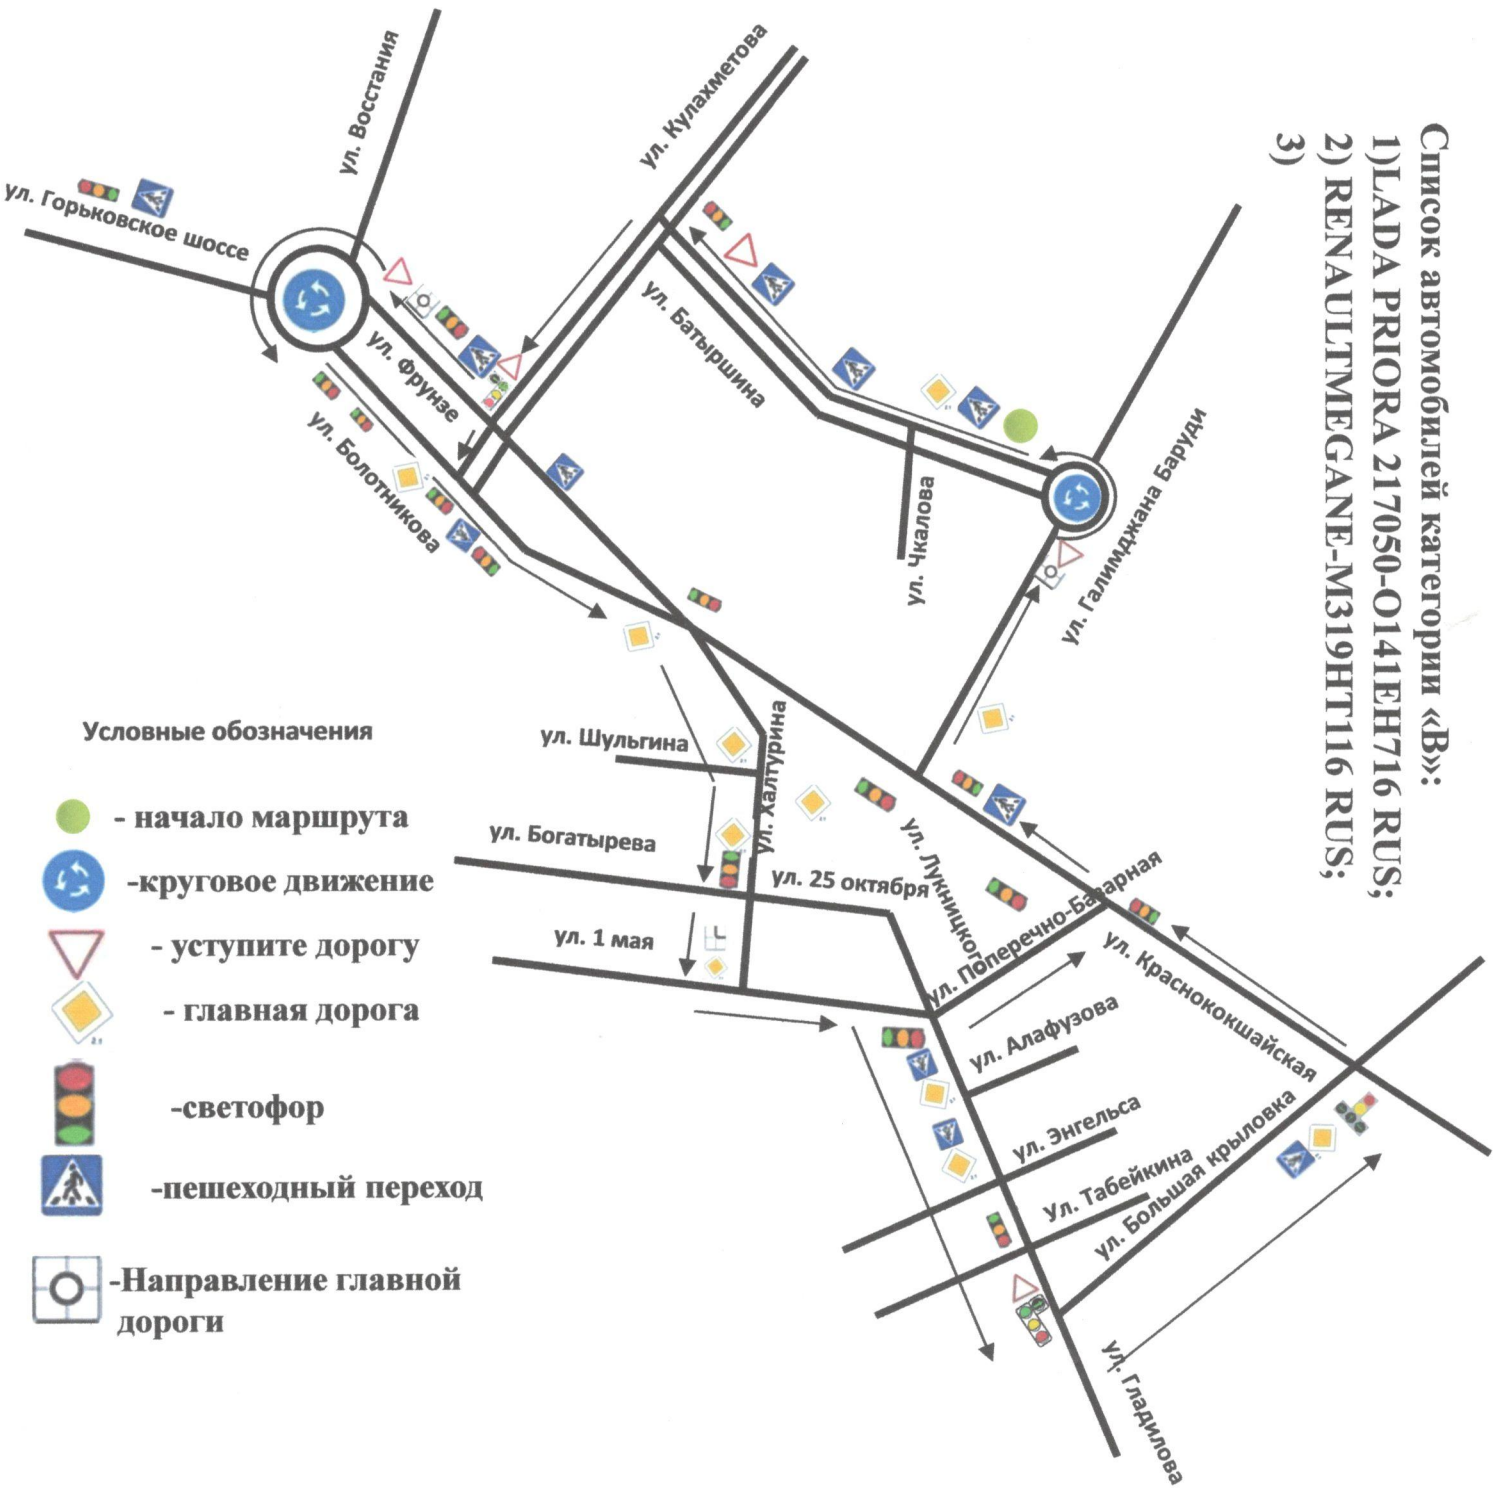 Список автомобилей категории «В»:
1)LADA PRIORA 217050-О141ЕН716 RUS;
2) RENAULTMEGANE-М319НТ116 RUS;
3)
ул. Восстания
ул. Горьковское шоссе
ул. Кулахметова
ул. Батыршина
ул. Фрунзе
ул. Болотникова
ул. Чкалова
ул. Галимджана Баруди
ул. Шульгина
ул. Халтурина
ул. Богатырева
ул. 25 октября
ул. 1 мая
ул. Лукницкого
ул. Поперечно-Базарная
ул. Краснококшайская
ул. Алафузова
ул. Энгельса
Ул. Табейкина
ул. Большая крыловка
ул. Гладилова
Условные обозначения
- начало маршрута
-круговое движение
- уступите дорогу
- главная дорога
-светофор
-пешеходный переход
-Направление главной
дороги